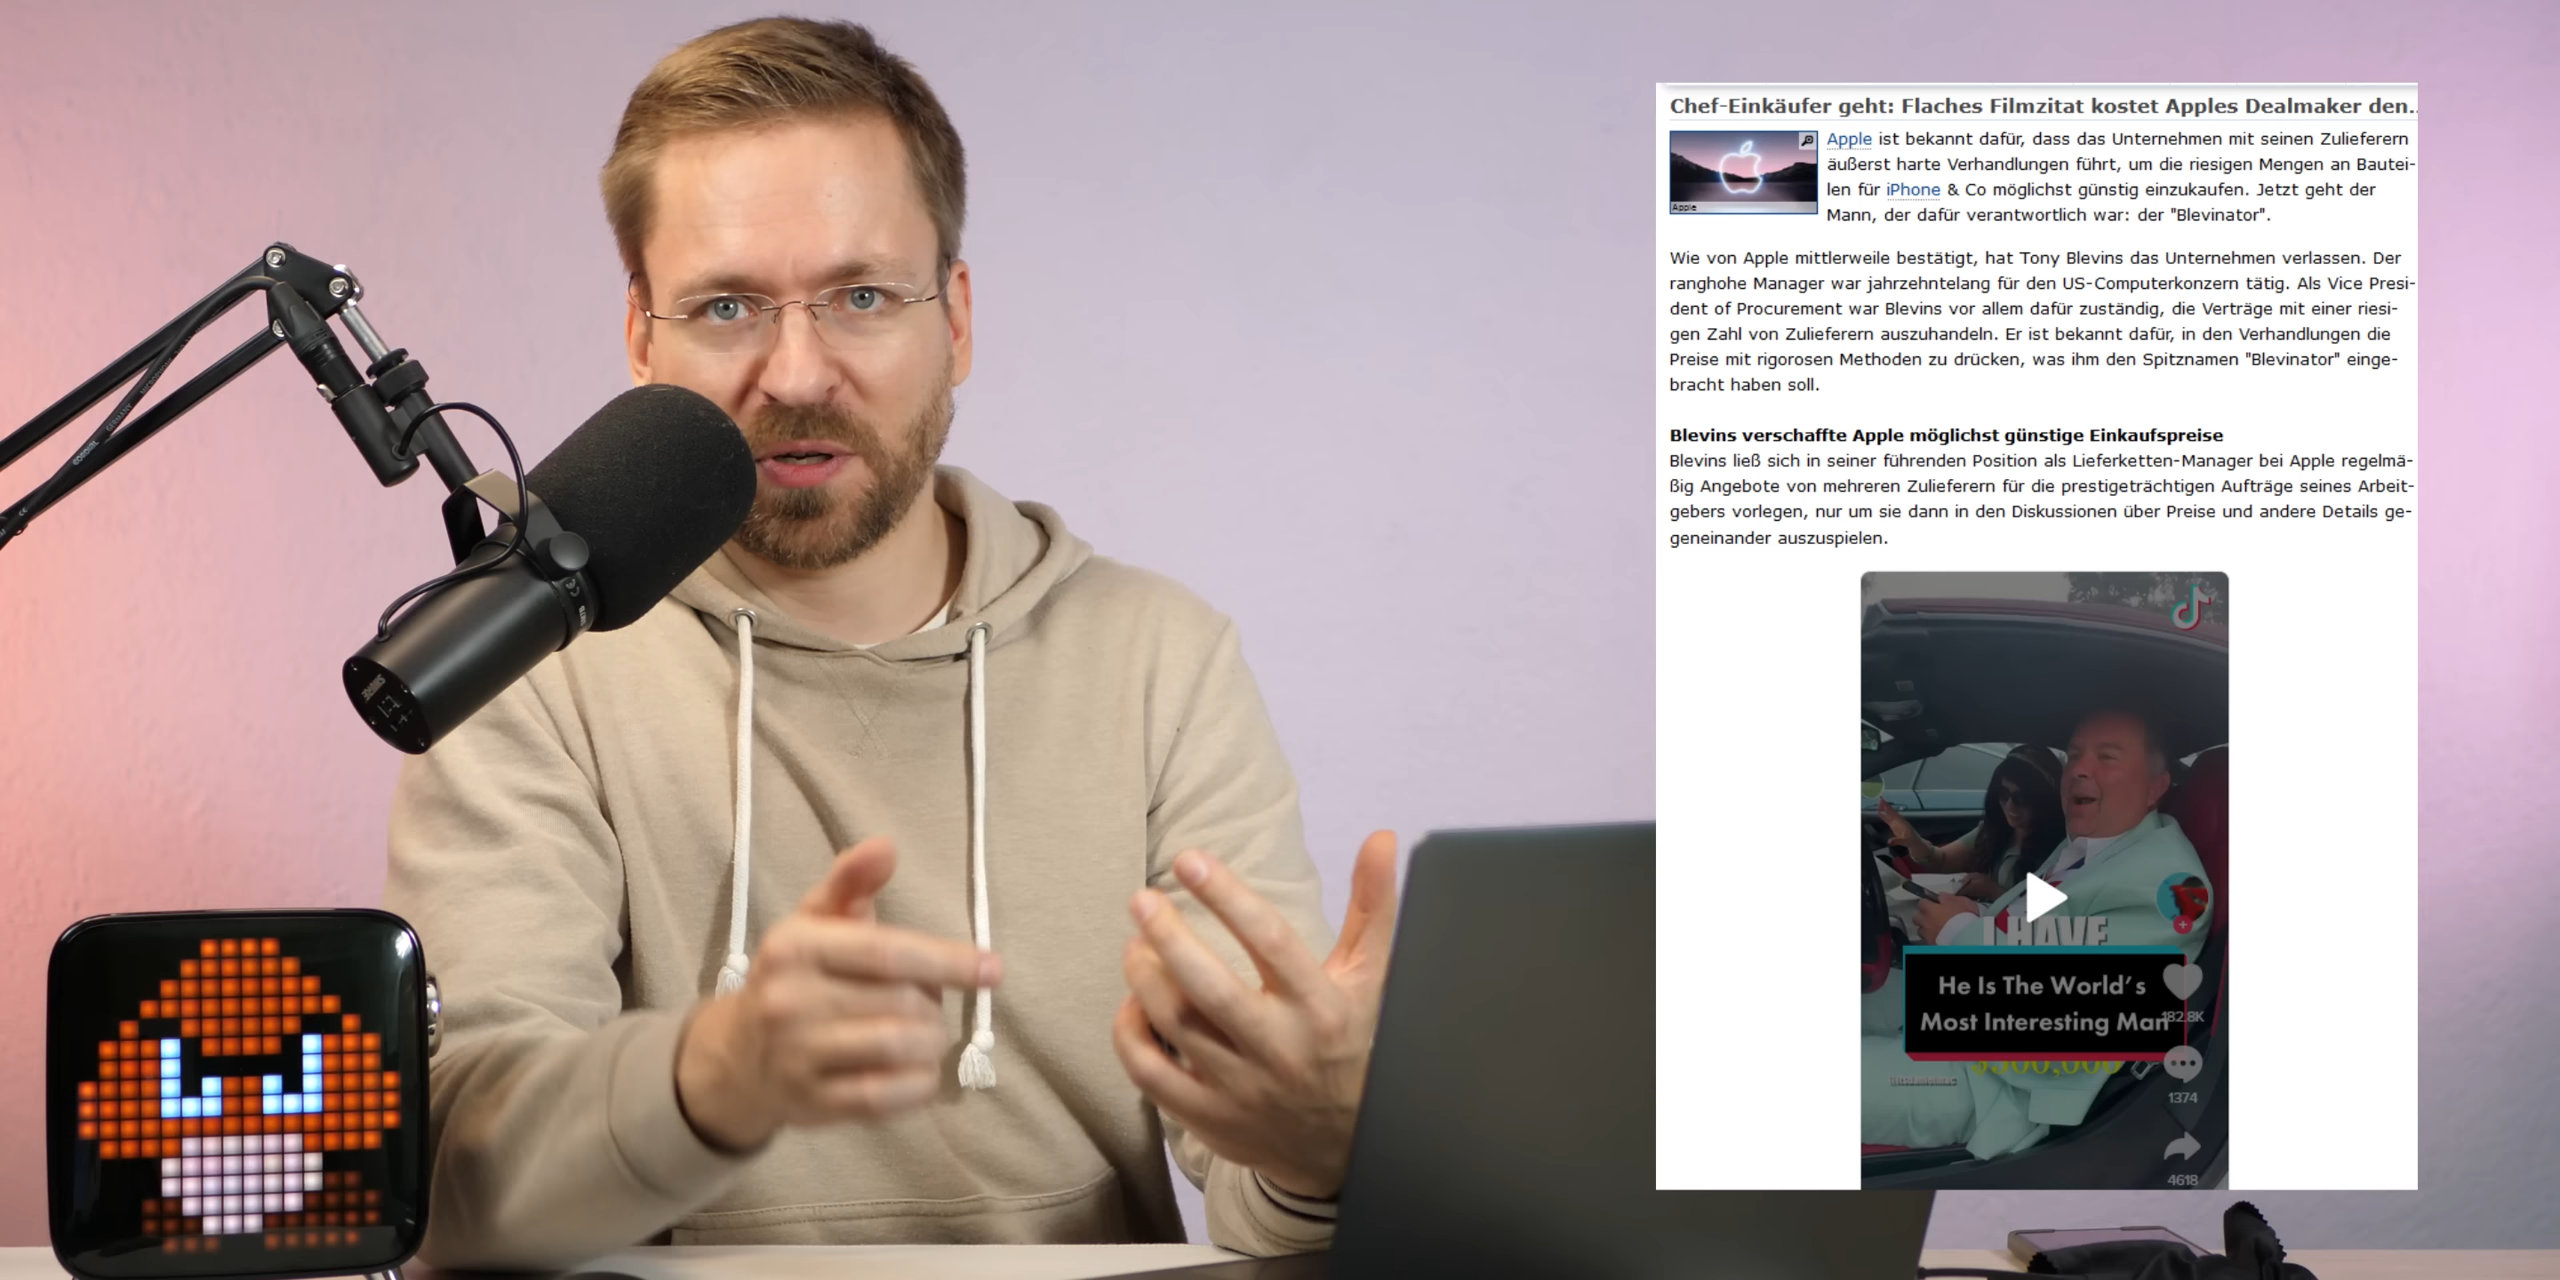 Chef-Einkäufer geht: Flaches Filmzitat kostet Apples Dealmaker den..
Apple ist bekannt dafür, dass das Unternehmen mit seinen Zulieferern
äußerst harte Verhandlungen führt, um die riesigen Mengen an Bautei-
len für iPhone & Co möglichst günstig einzukaufen. Jetzt geht der
Mann, der dafür verantwortlich war: der "Blevinator".
Apple
Wie von Apple mittlerweile bestätigt, hat Tony Blevins das Unternehmen verlassen. Der
ranghohe Manager war jahrzehntelang für den US-Computerkonzern tätig. Als Vice Presi-
dent of Procurement war Blevins vor allem dafür zuständig, die Verträge mit einer riesi-
gen Zahl von Zulieferern auszuhandeln. Er ist bekannt dafür, in den Verhandlungen die
Preise mit rigorosen Methoden zu drücken, was ihm den Spitznamen "Blevinator" einge-
bracht haben soll.
Blevins verschaffte Apple möglichst günstige Einkaufspreise
Blevins ließ sich in seiner führenden Position als Lieferketten-Manager bei Apple regelmä-
ßig Angebote von mehreren Zulieferern für die prestigeträchtigen Aufträge seines Arbeit-
gebers vorlegen, nur um sie dann in den Diskussionen über Preise und andere Details ge-
geneinander auszuspielen.
I HAVE
He Is The World's
Most Interesting Man
182.8K
1374
4618
SHURE
CORDIAL